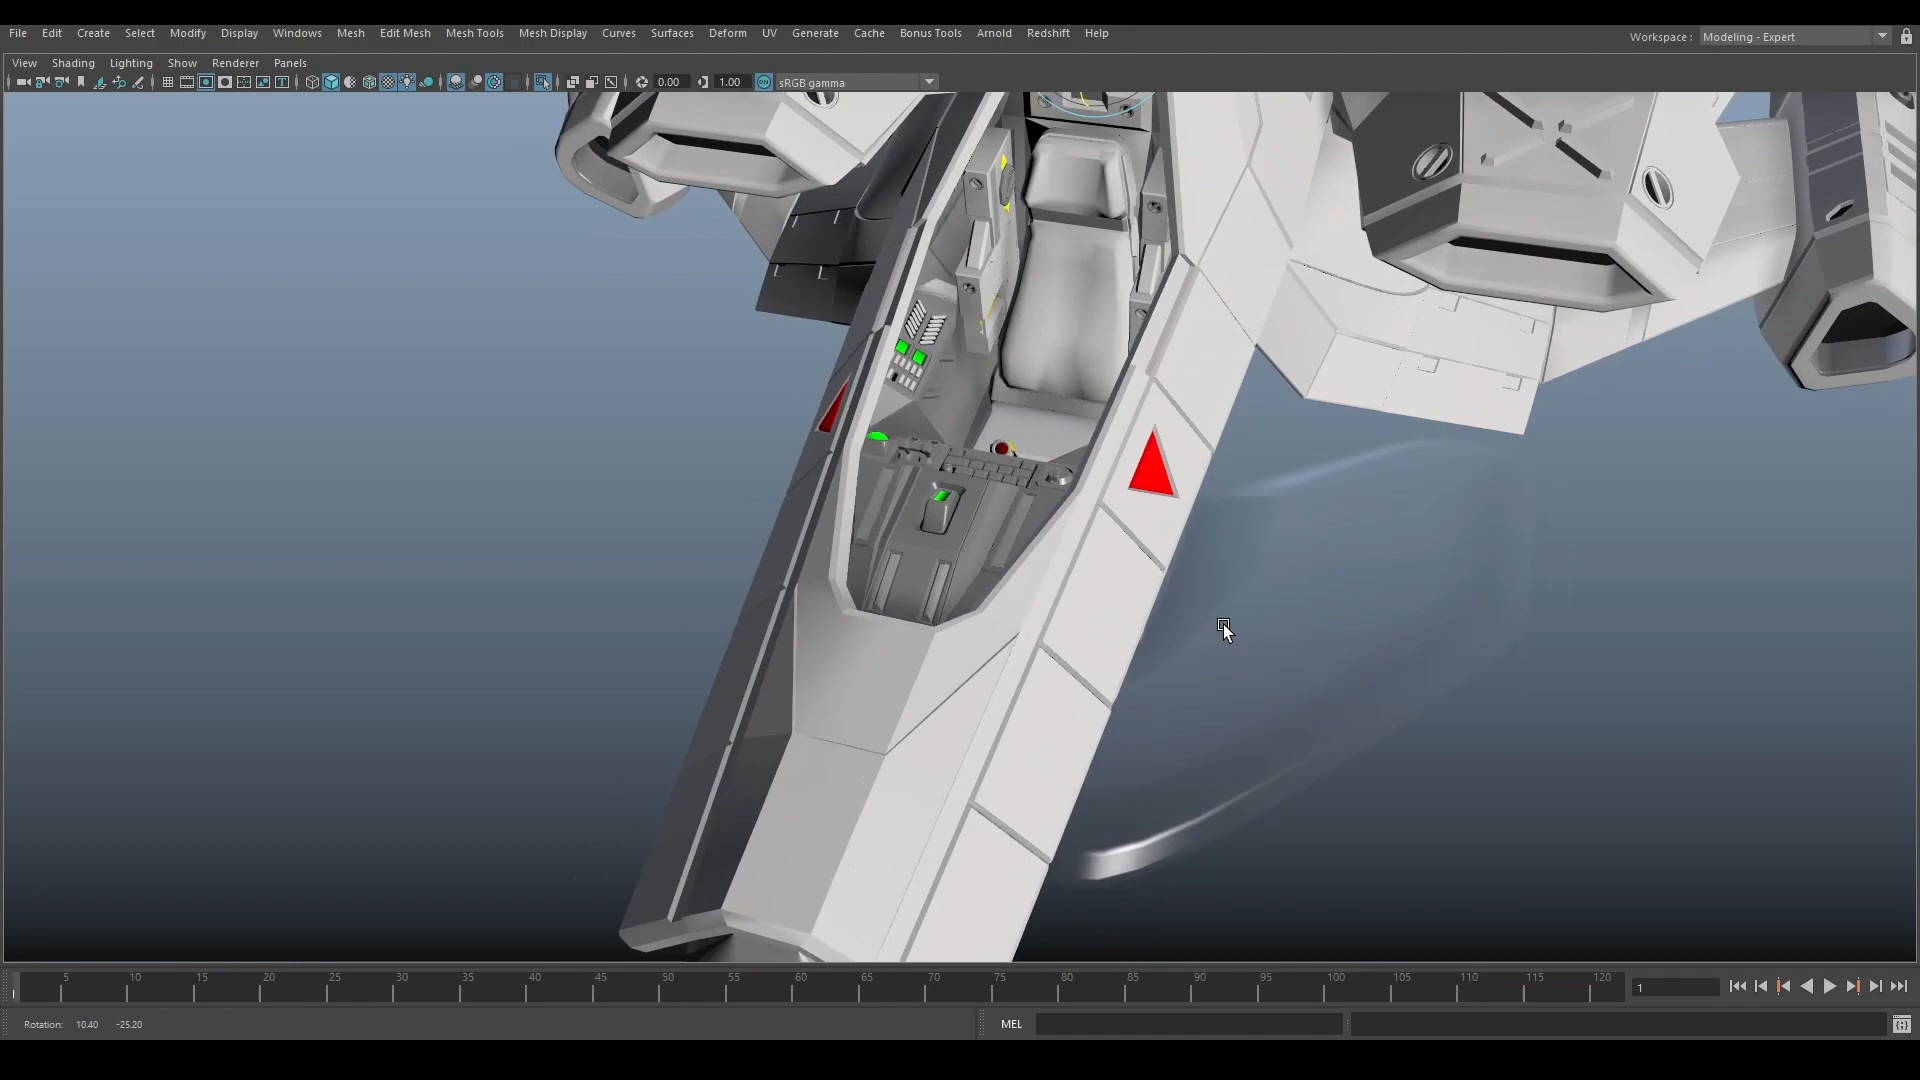 File Edit Create Select Modify Display Windows Mesh Edit Mesh Mesh Tools Mesh Display Curves Surfaces Deform UV Generate Cache Bonus Tools Arnold Redshift Help
Workspace : Modeling - Expert
View Shading Lighting Show Renderer Panels
0.00 1.00 ON sRGB gamma
5 10 15 20 25 30 35 40 45 50 55 60 65 70 75 80 85 90 95 100 105 110 115 120
1 1
Rotation: 10.40 -25.20 MEL